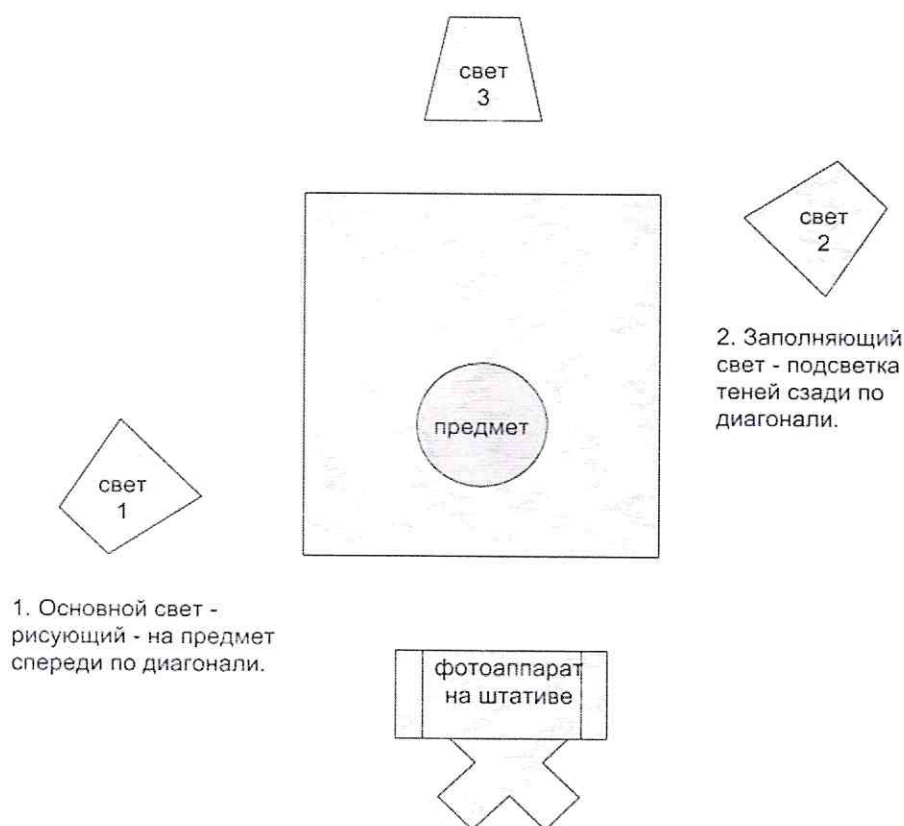 свет
3
свет
2
2. Заполняющий
свет - подсветка
теней сзади по
диагонали.
предмет
свет
1
1. Основной свет -
рисующий - на предмет
спереди по диагонали.
фотоаппарат
на штативе